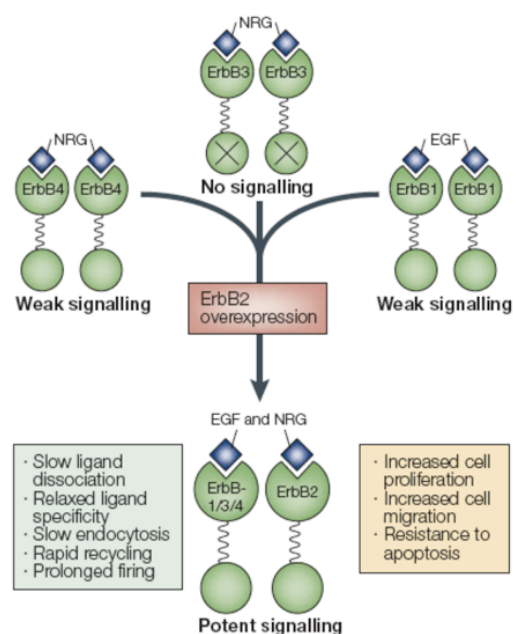 NRG
ErbB3 ErbB3
No signalling
NRG
ErbB4 ErbB4
Weak signalling
EGF
ErbB1 ErbB1
Weak signalling
ErbB2
overexpression
EGF and NRG
ErbB-
1/3/4
ErbB2
Potent signalling
· Slow ligand
dissociation
· Relaxed ligand
specificity
· Slow endocytosis
· Rapid recycling
· Prolonged firing
· Increased cell
proliferation
· Increased cell
migration
· Resistance to
apoptosis